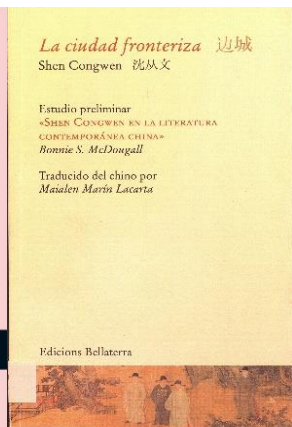 La ciudad fronteriza 边城
Shen Congwen 沈从文
Estudio preliminar
«SHEN CONGWEN EN LA LITERATURA
CONTEMPORÁNEA CHINA»
Bonnie S. McDougall
Traducido del chino por
Maialen Marín Lacarta
Edicions Bellaterra